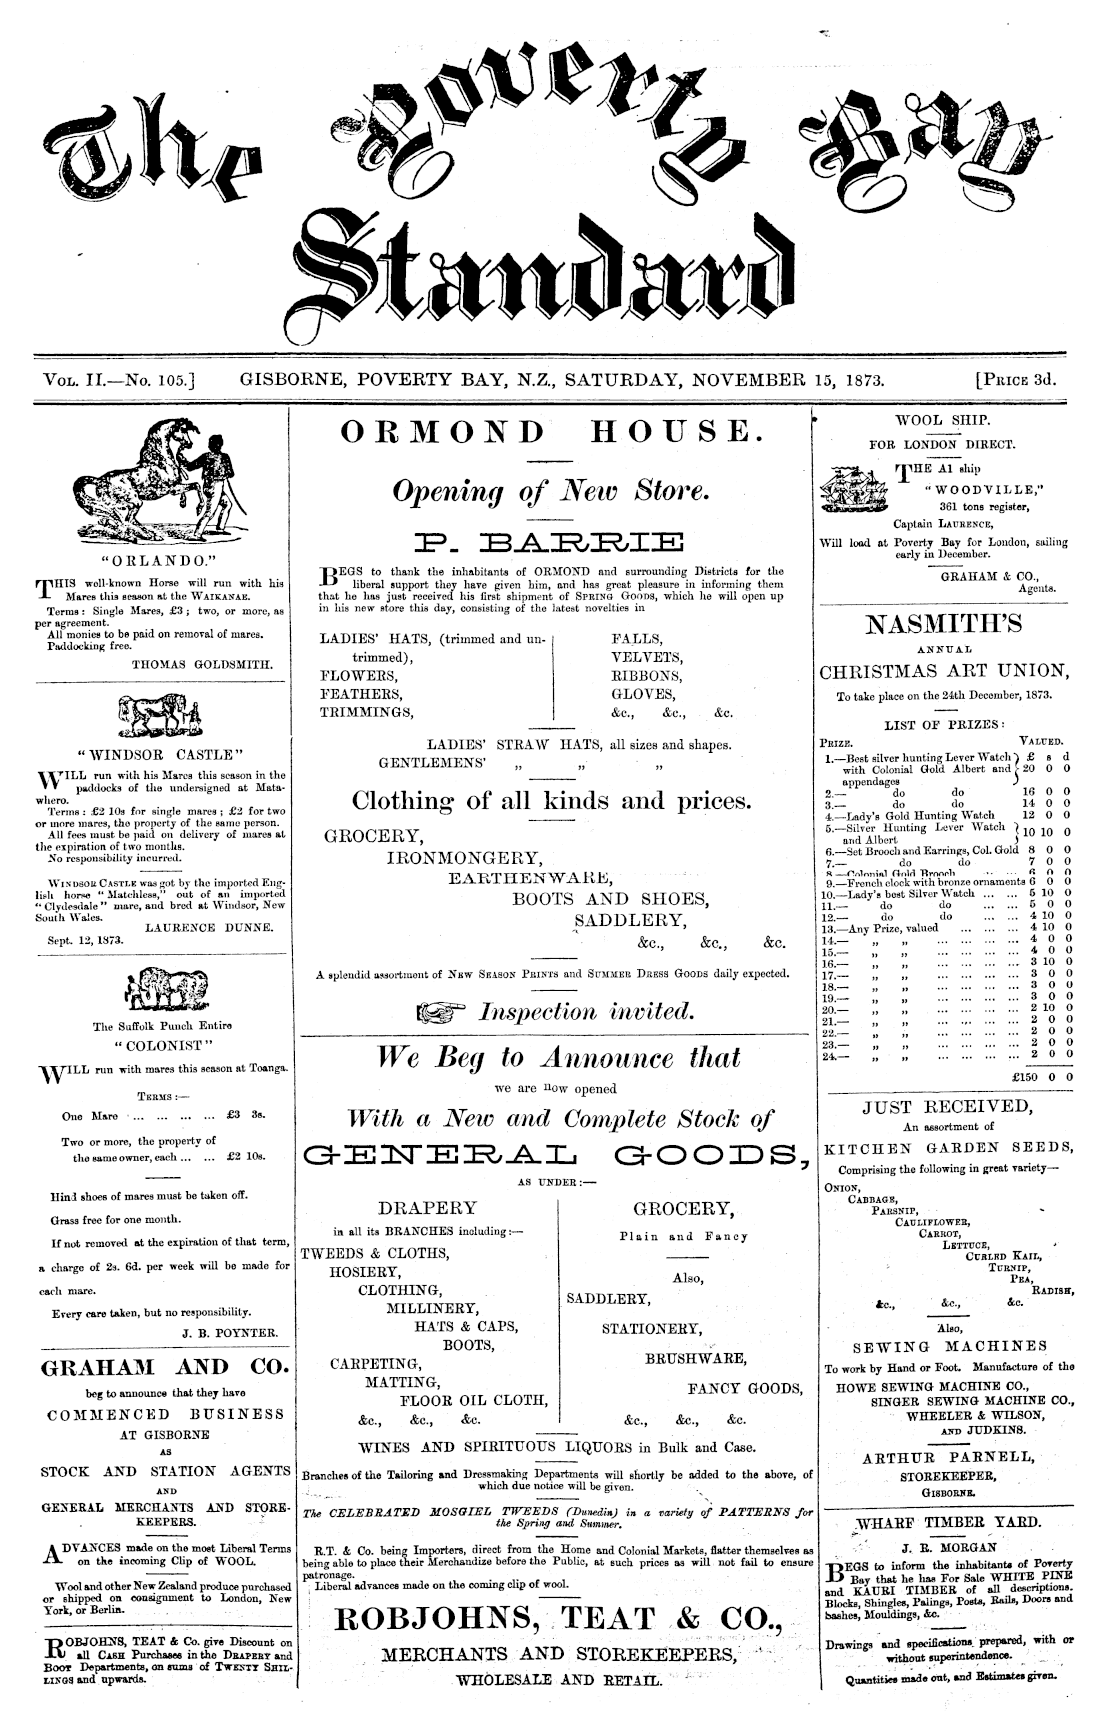 The Poverty Bay
Standard
VOL. II.—No. 105.] GISBORNE, POVERTY BAY, N.Z., SATURDAY, NOVEMBER 15, 1873. [PRICE 3d.
"ORLANDO."
THIS well-known Horse will run with his
Mares this season at the WAIKANAE.
Terms: Single Mares, £3; two, or more, as
per agreement.
All monies to be paid on removal of mares.
Paddocking free.
THOMAS GOLDSMITH.
"WINDSOR CASTLE"
WILL run with his Mares this season in the
paddocks of the undersigned at Mata-
whero.
Terms: £2 10s for single mares; £2 for two
or more mares, the property of the same person.
All fees must be paid on delivery of mares at
the expiration of two months.
No responsibility incurred.
WINDSOR CASTLE was got by the imported Eng-
lish horse "Matchless," out of an imported
"Clydesdale" mare, and bred at Windsor, New
South Wales.
LAURENCE DUNNE.
Sept. 12, 1873.
The Suffolk Punch Entire
"COLONIST"
WILL run with mares this season at Toanga.
TERMS:—
One Mare ... ... ... ... £3 3s.
Two or more, the property of
the same owner, each ... ... £2 10s.
Hind shoes of mares must be taken off.
Grass free for one month.
If not removed at the expiration of that term,
a charge of 2s. 6d. per week will be made for
each mare.
Every care taken, but no responsibility.
J. B. POYNTER.
GRAHAM AND CO.
beg to announce that they have
COMMENCED BUSINESS
AT GISBORNE
AS
STOCK AND STATION AGENTS
AND
GENERAL MERCHANTS AND STORE-
KEEPERS.
ADVANCES made on the most Liberal Terms
on the incoming Clip of WOOL.
Wool and other New Zealand produce purchased
or shipped on consignment to London, New
York, or Berlin.
ROBJOHNS, TEAT & Co. give Discount on
all CASH Purchases in the DRAPERY and
BOOT Departments, on sums of TWENTY SHIL-
LINGS and upwards.
ORMOND HOUSE.
Opening of New Store.
P. BARRIE
BEGS to thank the inhabitants of ORMOND and surrounding Districts for the
liberal support they have given him, and has great pleasure in informing them
that he has just received his first shipment of SPRING GOODS, which he will open up
in his new store this day, consisting of the latest novelties in
LADIES' HATS, (trimmed and un-
trimmed),
FLOWERS,
FEATHERS,
TRIMMINGS,
FALLS,
VELVETS,
RIBBONS,
GLOVES,
&c., &c., &c.
LADIES' STRAW HATS, all sizes and shapes.
GENTLEMENS' „ „ „
Clothing of all kinds and prices.
GROCERY,
IRONMONGERY,
EARTHENWARE,
BOOTS AND SHOES,
SADDLERY,
&c., &c., &c.
A splendid assortment of NEW SEASON PRINTS and SUMMER DRESS GOODS daily expected.
Inspection invited.
We Beg to Announce that
we are now opened
With a New and Complete Stock of
GENERAL GOODS,
AS UNDER:—
DRAPERY
in all its BRANCHES including:—
TWEEDS & CLOTHS,
HOSIERY,
CLOTHING,
MILLINERY,
HATS & CAPS,
BOOTS,
CARPETING,
MATTING,
FLOOR OIL CLOTH,
&c., &c., &c.
GROCERY,
Plain and Fancy
Also,
SADDLERY,
STATIONERY,
BRUSHWARE,
FANCY GOODS,
&c., &c., &c.
WINES AND SPIRITUOUS LIQUORS in Bulk and Case.
Branches of the Tailoring and Dressmaking Departments will shortly be added to the above, of
which due notice will be given.
The CELEBRATED MOSGIEL TWEEDS (Dunedin) in a variety of PATTERNS for
the Spring and Summer.
R.T. & Co. being Importers, direct from the Home and Colonial Markets, flatter themselves as
being able to place their Merchandize before the Public, at such prices as will not fail to ensure
patronage.
Liberal advances made on the coming clip of wool.
ROBJOHNS, TEAT & CO.,
MERCHANTS AND STOREKEEPERS,
WHOLESALE AND RETAIL.
WOOL SHIP.
FOR LONDON DIRECT.
THE A1 ship
"WOODVILLE,"
361 tons register,
Captain LAURENCE,
Will load at Poverty Bay for London, sailing
early in December.
GRAHAM & CO.,
Agents.
NASMITH'S
ANNUAL
CHRISTMAS ART UNION,
To take place on the 24th December, 1873.
LIST OF PRIZES:
PRIZE. VALUED.
1.—Best silver hunting Lever Watch £ s d
with Colonial Gold Albert and 20 0 0
appendages
2.— do do 16 0 0
3.— do do 14 0 0
4.—Lady's Gold Hunting Watch 12 0 0
5.—Silver Hunting Lever Watch 10 10 0
and Albert
6.—Set Brooch and Earrings, Col. Gold 8 0 0
7.— do do 7 0 0
8.—Colonial Gold Brooch ... ... 6 0 0
9.—French clock with bronze ornaments 6 0 0
10.—Lady's best Silver Watch ... ... 5 10 0
11.— do do ... ... 5 0 0
12.— do do ... ... 4 10 0
13.—Any Prize, valued ... ... ... 4 10 0
14.— „ „ ... ... ... ... 4 0 0
15.— „ „ ... ... ... ... 4 0 0
16.— „ „ ... ... ... ... 3 10 0
17.— „ „ ... ... ... ... 3 0 0
18.— „ „ ... ... ... ... 3 0 0
19.— „ „ ... ... ... ... 3 0 0
20.— „ „ ... ... ... ... 2 10 0
21.— „ „ ... ... ... ... 2 0 0
22.— „ „ ... ... ... ... 2 0 0
23.— „ „ ... ... ... ... 2 0 0
24.— „ „ ... ... ... ... 2 0 0
£150 0 0
JUST RECEIVED,
An assortment of
KITCHEN GARDEN SEEDS,
Comprising the following in great variety—
ONION,
CABBAGE,
PARSNIP,
CAULIFLOWER,
CARROT,
LETTUCE,
CURLED KAIL,
TURNIP,
PEA,
RADISH,
&c., &c., &c.
Also,
SEWING MACHINES
To work by Hand or Foot. Manufacture of the
HOWE SEWING MACHINE CO.,
SINGER SEWING MACHINE CO.,
WHEELER & WILSON,
AND JUDKINS.
ARTHUR PARNELL,
STOREKEEPER,
GISBORNE.
WHARF TIMBER YARD.
J. R. MORGAN
BEGS to inform the inhabitants of Poverty
Bay that he has For Sale WHITE PINE
and KAURI TIMBER of all descriptions.
Blocks, Shingles, Palings, Posts, Rails, Doors and
Sashes, Mouldings, &c.
Drawings and specifications prepared, with or
without superintendence.
Quantities made out, and Estimates given.